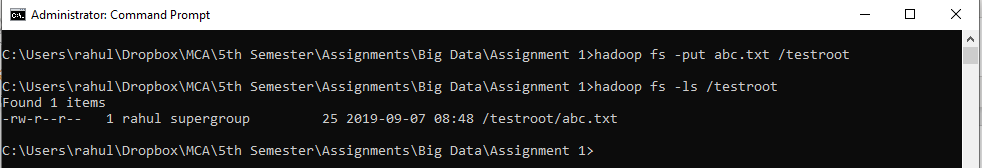 Administrator: Command Prompt
C:\Users\rahul\Dropbox\MCA\5th Semester\Assignments\Big Data\Assignment 1>hadoop fs -put abc.txt /testroot
C:\Users\rahul\Dropbox\MCA\5th Semester\Assignments\Big Data\Assignment 1>hadoop fs -ls /testroot
Found 1 items
-rw-r--r--   1 rahul supergroup         25 2019-09-07 08:48 /testroot/abc.txt
C:\Users\rahul\Dropbox\MCA\5th Semester\Assignments\Big Data\Assignment 1>